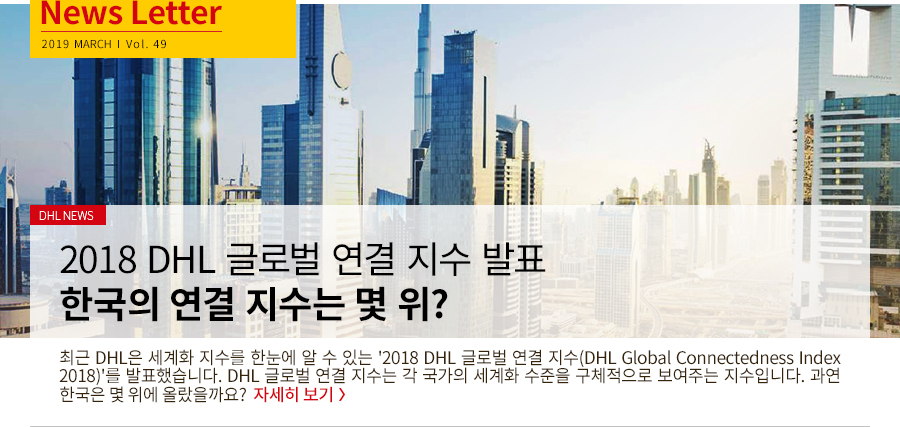 News Letter
2019 MARCH I Vol. 49
DHL NEWS
2018 DHL 글로벌 연결 지수 발표
한국의 연결 지수는 몇 위?
최근 DHL은 세계화 지수를 한눈에 알 수 있는 '2018 DHL 글로벌 연결 지수(DHL Global Connectedness Index
2018)'를 발표했습니다. DHL 글로벌 연결 지수는 각 국가의 세계화 수준을 구체적으로 보여주는 지수입니다. 과연
한국은 몇 위에 올랐을까요? 자세히 보기 〉